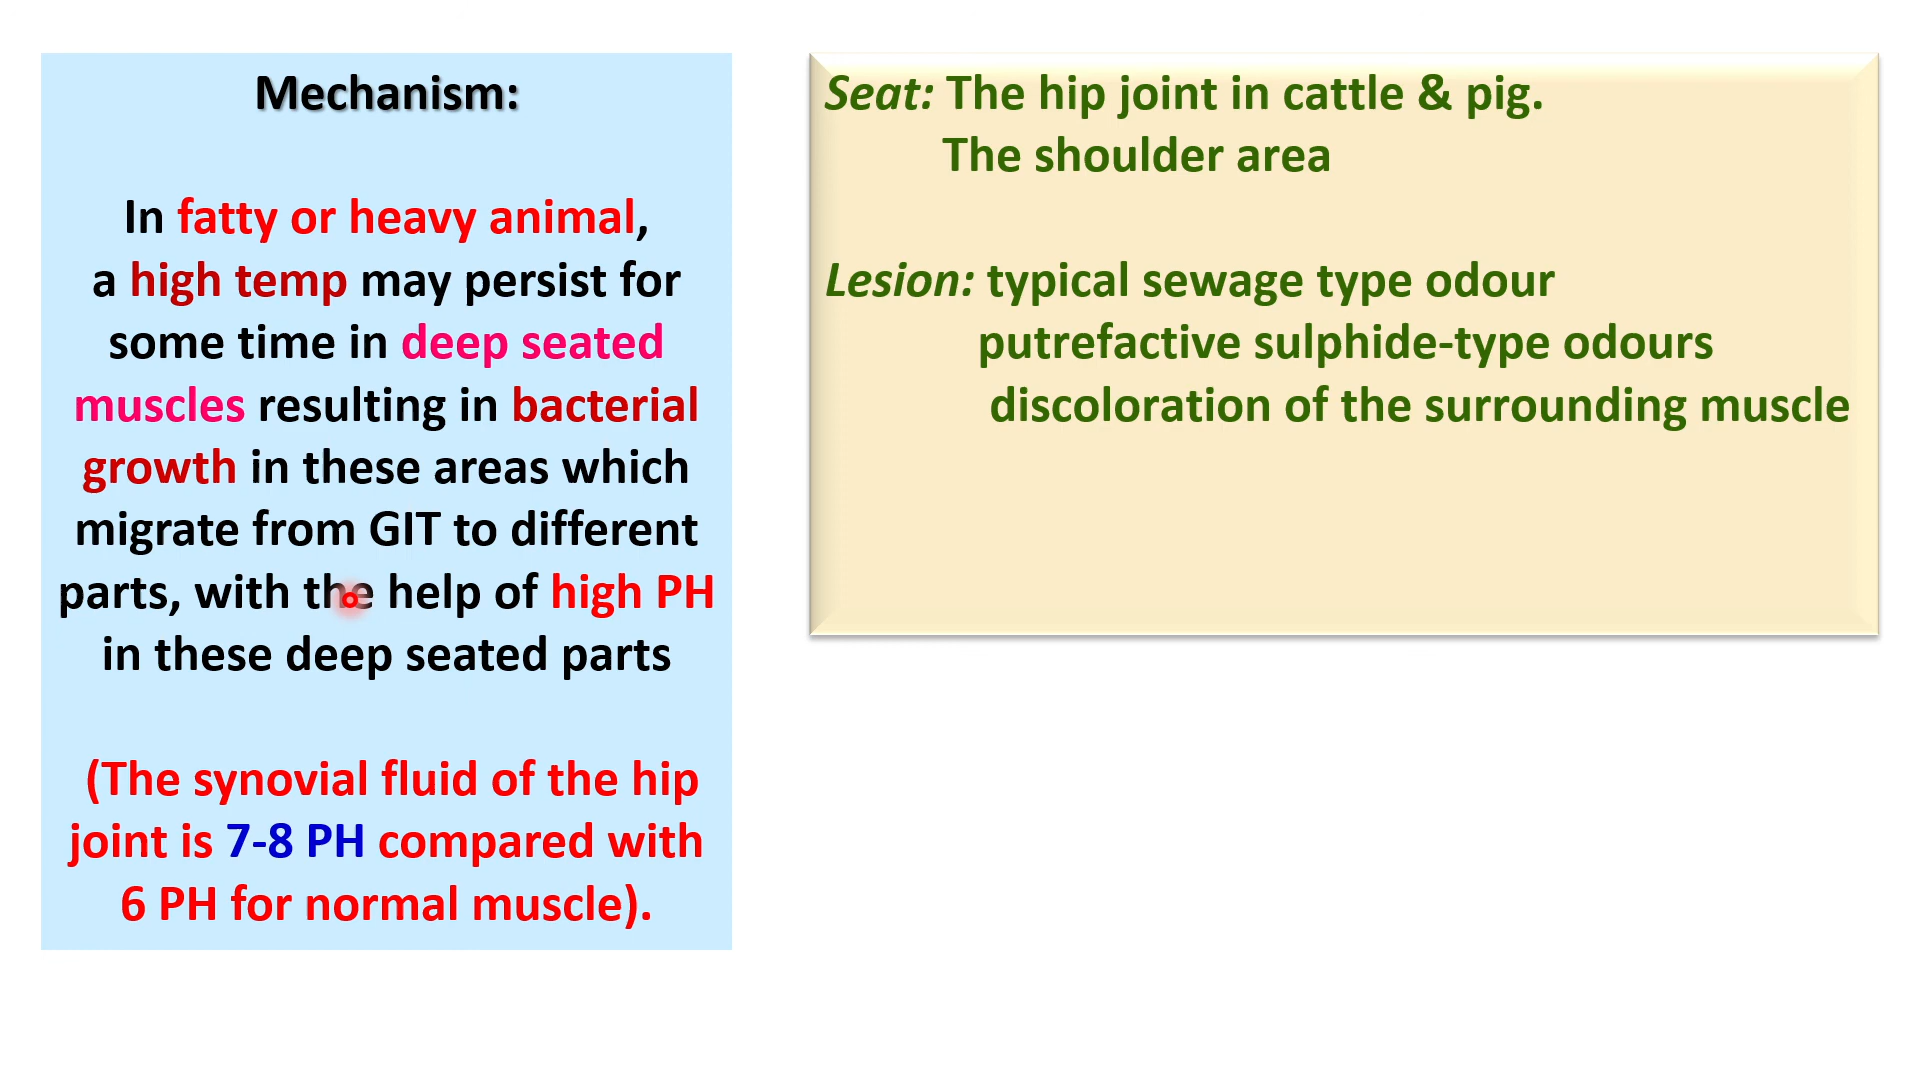 Mechanism:
In fatty or heavy animal,
a high temp may persist for
some time in deep seated
muscles resulting in bacterial
growth in these areas which
migrate from GIT to different
parts, with the help of high PH
in these deep seated parts
(The synovial fluid of the hip
joint is 7-8 PH compared with
6 PH for normal muscle).
Seat: The hip joint in cattle & pig.
The shoulder area
Lesion: typical sewage type odour
putrefactive sulphide-type odours
discoloration of the surrounding muscle